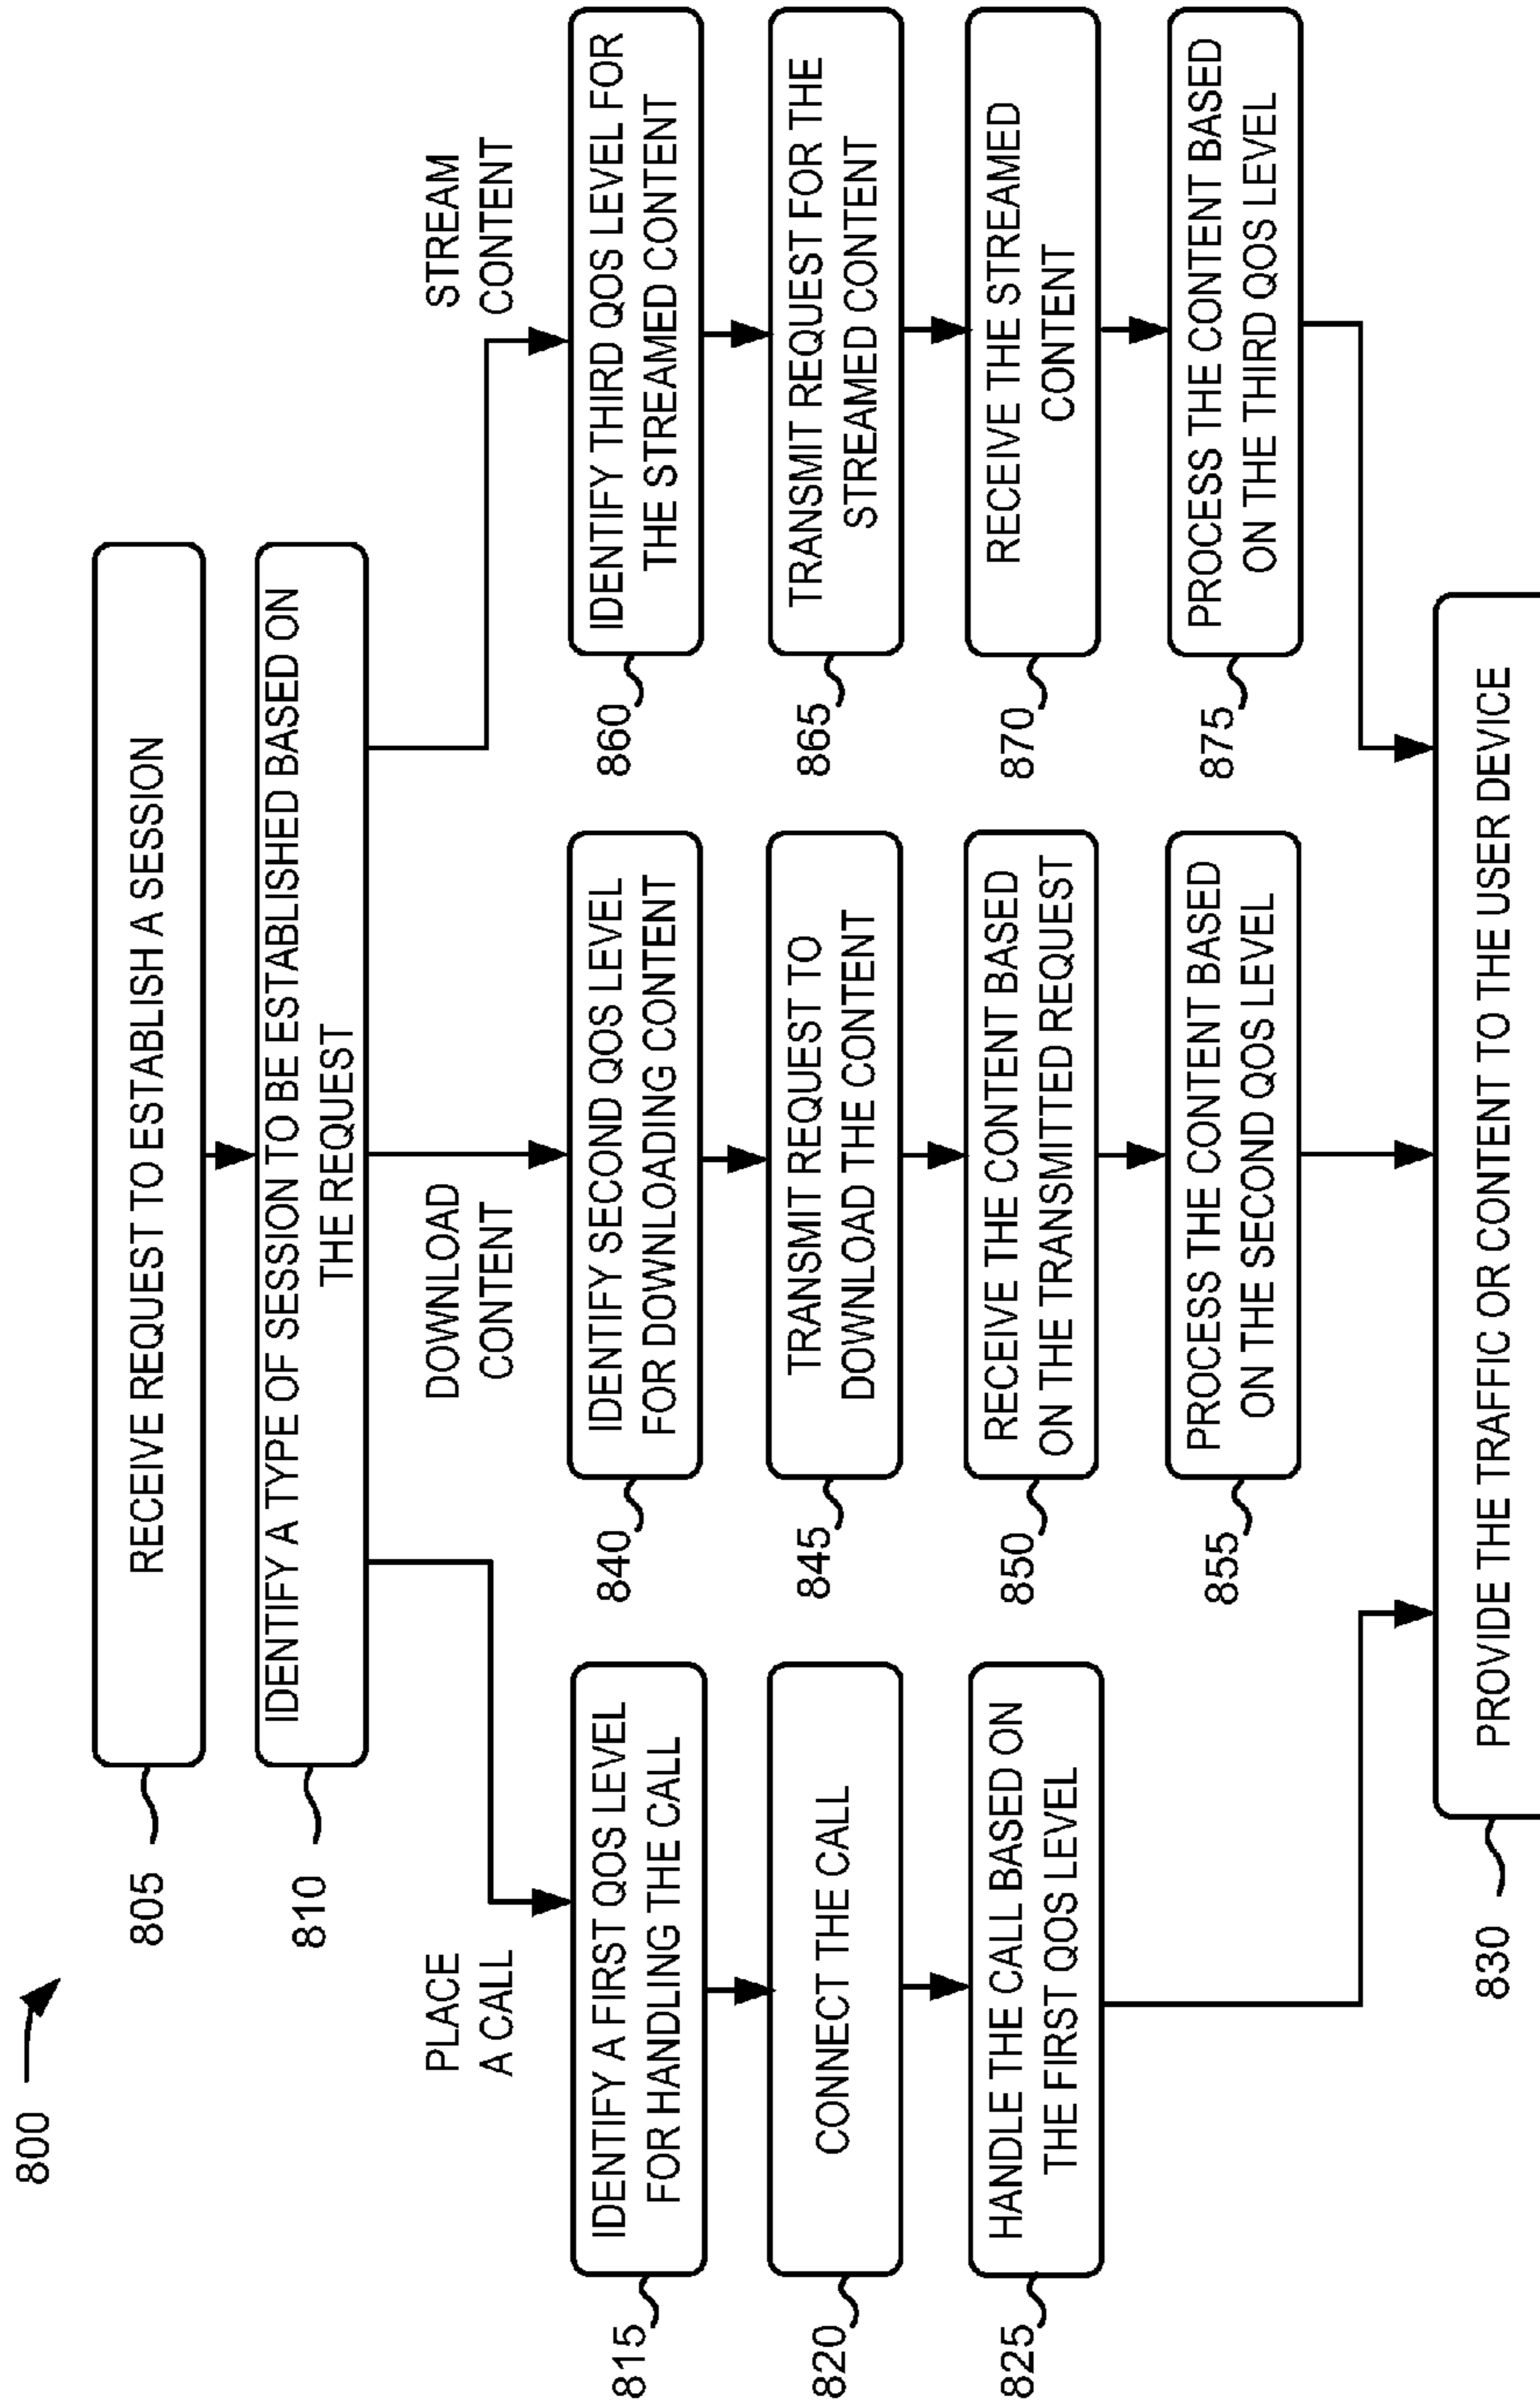 800
805
RECEIVE REQUEST TO ESTABLISH A SESSION
810
IDENTIFY A TYPE OF SESSION TO BE ESTABLISHED BASED ON
THE REQUEST
PLACE
A CALL
DOWNLOAD
CONTENT
STREAM
CONTENT
815
IDENTIFY A FIRST QOS LEVEL
FOR HANDLING THE CALL
820
CONNECT THE CALL
825
HANDLE THE CALL BASED ON
THE FIRST QOS LEVEL
840
IDENTIFY SECOND QOS LEVEL
FOR DOWNLOADING CONTENT
845
TRANSMIT REQUEST TO
DOWNLOAD THE CONTENT
850
RECEIVE THE CONTENT BASED
ON THE TRANSMITTED REQUEST
855
PROCESS THE CONTENT BASED
ON THE SECOND QOS LEVEL
860
IDENTIFY THIRD QOS LEVEL FOR
THE STREAMED CONTENT
865
TRANSMIT REQUEST FOR THE
STREAMED CONTENT
870
RECEIVE THE STREAMED
CONTENT
875
PROCESS THE CONTENT BASED
ON THE THIRD QOS LEVEL
830
PROVIDE THE TRAFFIC OR CONTENT TO THE USER DEVICE